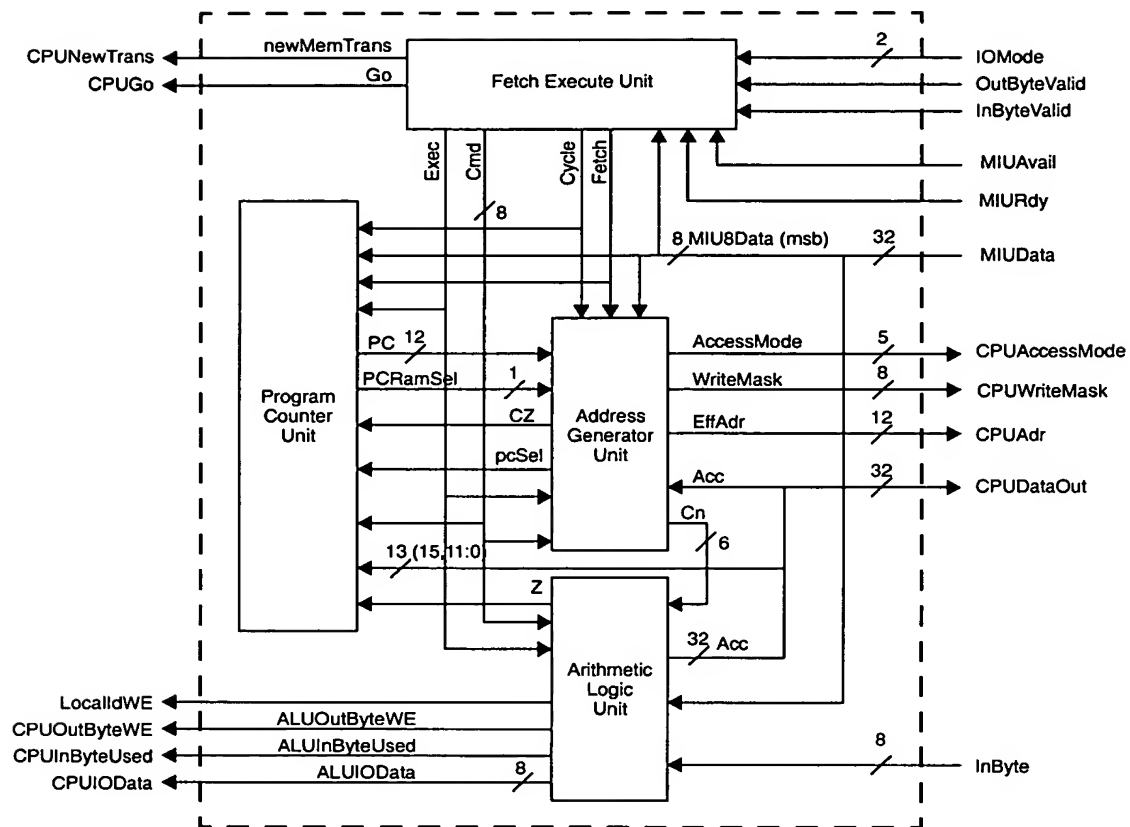 newMemTrans
CPUNewTrans
Go
CPUGo
Fetch Execute Unit
2
IOMode
OutByteValid
InByteValid
MIUAvail
MIURdy
Exec
Cmd
Cycle
Fetch
8
8 MIU8Data (msb)
32
MIUData
PC 12
PCRamSel 1
CZ
pcSel
Program
Counter
Unit
Address
Generator
Unit
AccessMode
5
CPUAccessMode
WriteMask
8
CPUWriteMask
EffAdr
12
CPUAdr
Acc
32
CPUDataOut
Cn
6
13 (15,11:0)
Z
32 Acc
Arithmetic
Logic
Unit
LocalIdWE
ALUOutByteWE
CPUOutByteWE
ALUInByteUsed
CPUInByteUsed
ALUIOData
8
CPUIOData
8
InByte